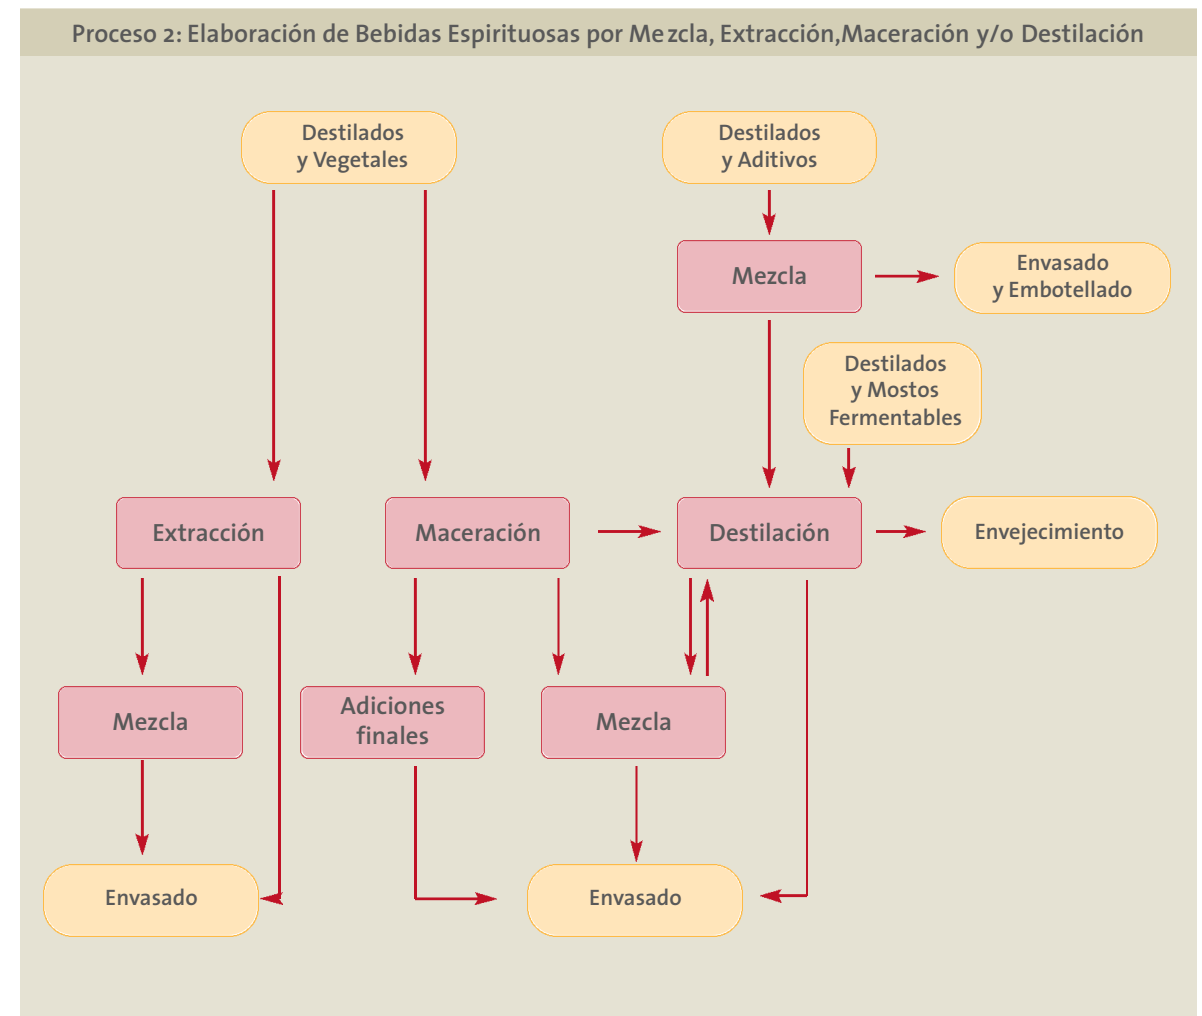 Proceso 2: Elaboración de Bebidas Espirituosas por Mezcla, Extracción,Maceración y/o Destilación
Destilados
y Vegetales
Destilados
y Aditivos
Mezcla
Envasado
y Embotellado
Destilados
y Mostos
Fermentables
Extracción
Maceración
Destilación
Envejecimiento
Mezcla
Adiciones
finales
Mezcla
Envasado
Envasado